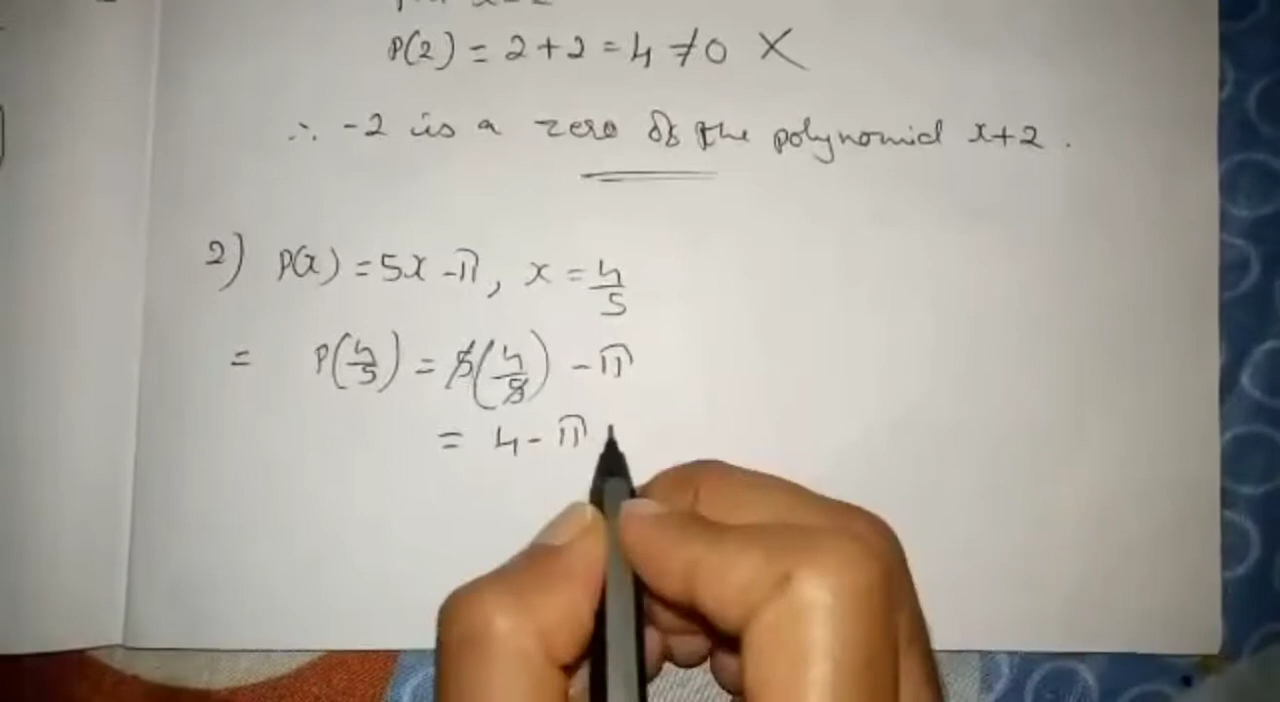 P(2) = 2+2 = 4 ≠ 0 ✗
∴ -2 is a zero of the polynomial x+2.
2) P(x) = 5x - π, x = 4/5
= P(4/5) = 5(4/5) - π
= 4 - π